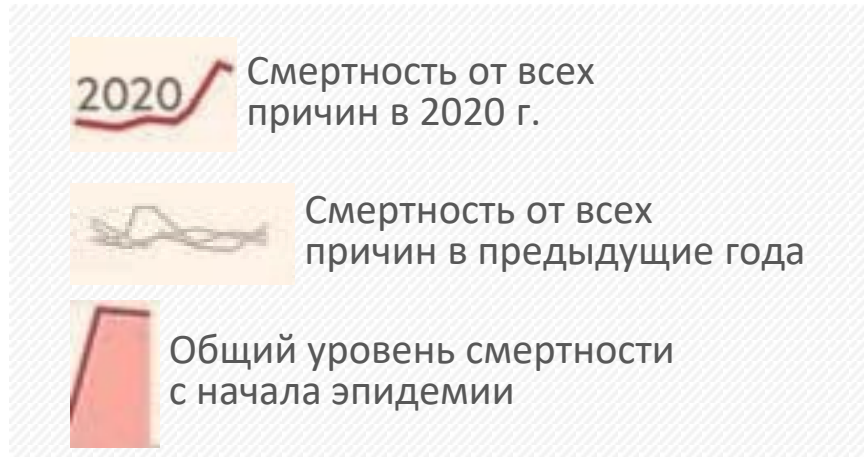 2020
Смертность от всех
причин в 2020 г.
Смертность от всех
причин в предыдущие года
Общий уровень смертности
с начала эпидемии